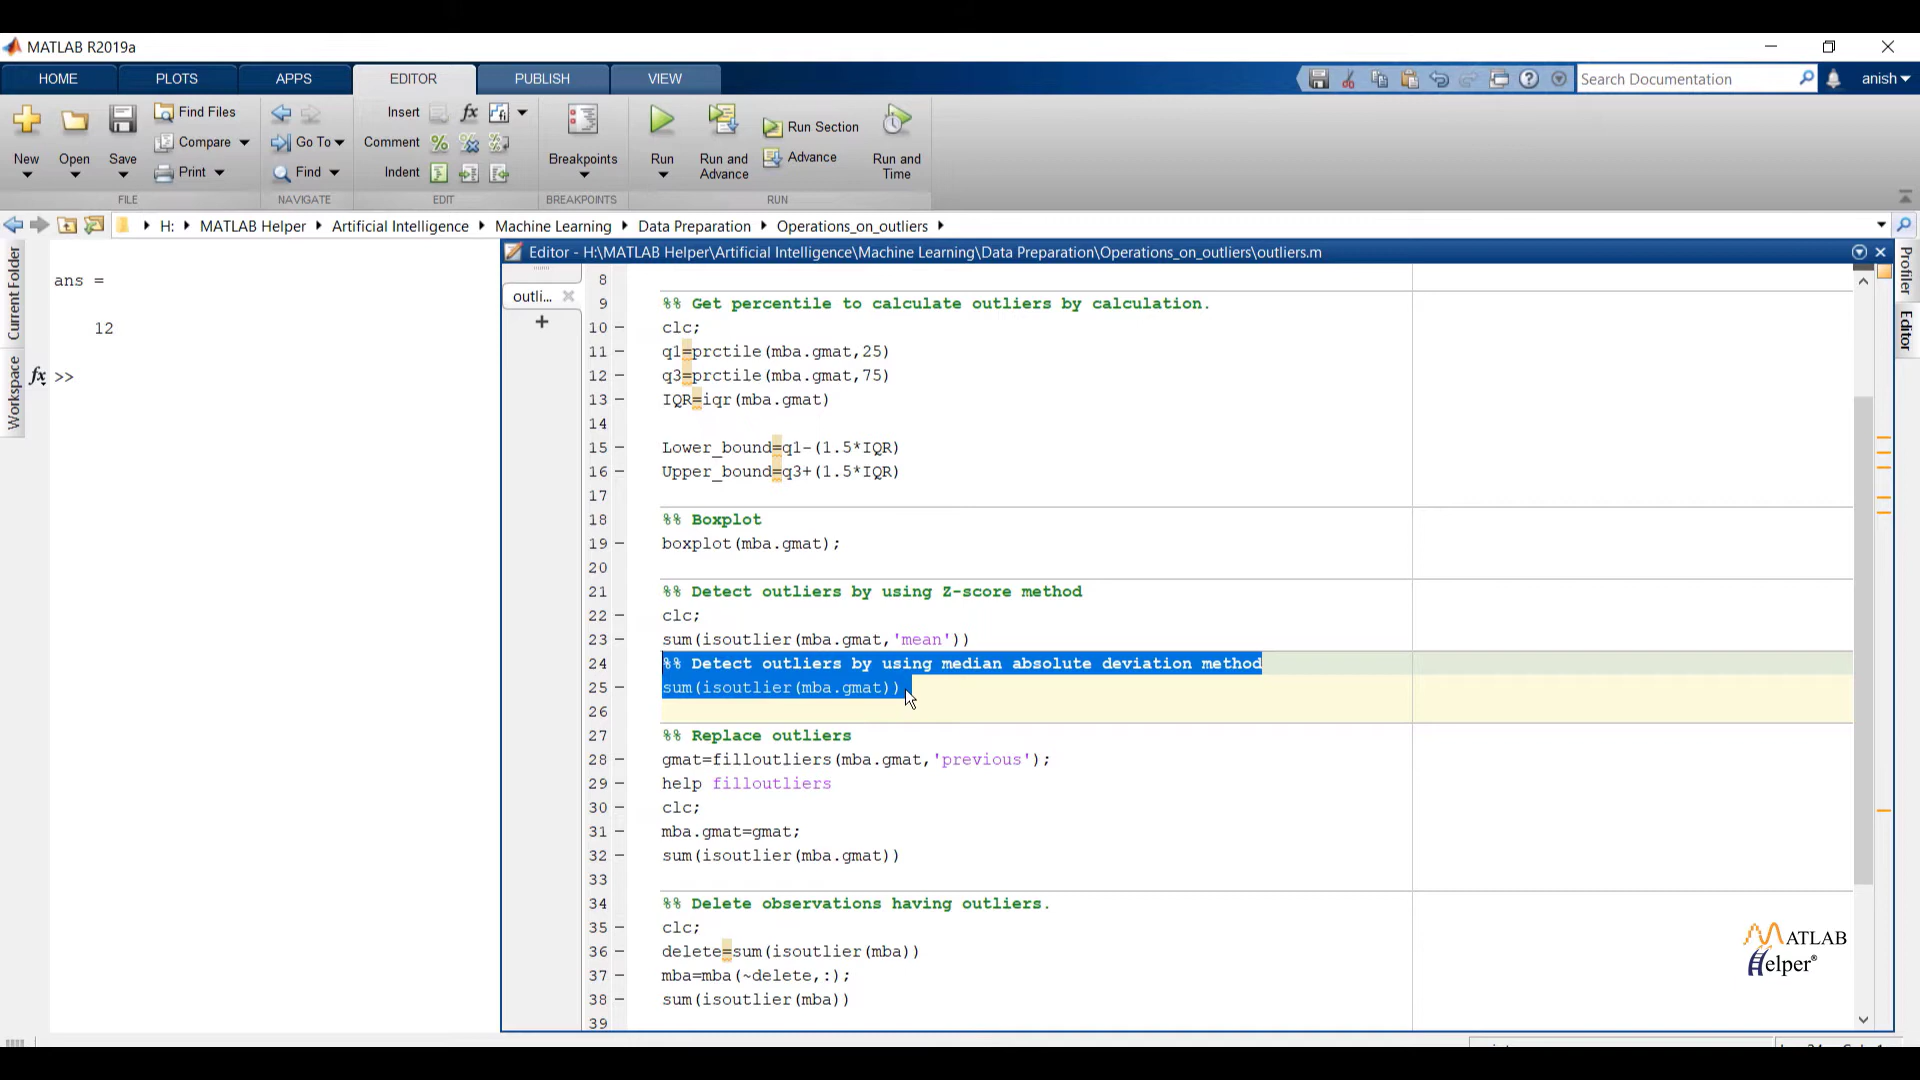 MATLAB R2019a
HOME PLOTS APPS EDITOR PUBLISH VIEW
Search Documentation
anish
New
Open
Save
Find Files
Compare
Print
FILE
Go To
Find
NAVIGATE
Insert
Comment
Indent
EDIT
Breakpoints
BREAKPOINTS
Run
Run and
Advance
Run Section
Advance
Run and
Time
RUN
H: MATLAB Helper Artificial Intelligence Machine Learning Data Preparation Operations_on_outliers
Current Folder
Workspace
ans =
12
fx >>
Editor - H:\MATLAB Helper\Artificial Intelligence\Machine Learning\Data Preparation\Operations_on_outliers\outliers.m
outli...
+
8
9 %% Get percentile to calculate outliers by calculation.
10 clc;
11 q1=prctile(mba.gmat,25)
12 q3=prctile(mba.gmat,75)
13 IQR=iqr(mba.gmat)
14
15 Lower_bound=q1-(1.5*IQR)
16 Upper_bound=q3+(1.5*IQR)
17
18 %% Boxplot
19 boxplot(mba.gmat);
20
21 %% Detect outliers by using Z-score method
22 clc;
23 sum(isoutlier(mba.gmat,'mean'))
24 %% Detect outliers by using median absolute deviation method
25 sum(isoutlier(mba.gmat))
26
27 %% Replace outliers
28 gmat=filloutliers(mba.gmat,'previous');
29 help filloutliers
30 clc;
31 mba.gmat=gmat;
32 sum(isoutlier(mba.gmat))
33
34 %% Delete observations having outliers.
35 clc;
36 delete=sum(isoutlier(mba))
37 mba=mba(~delete,:);
38 sum(isoutlier(mba))
39
Profiler
Editor
MATLAB
Helper®